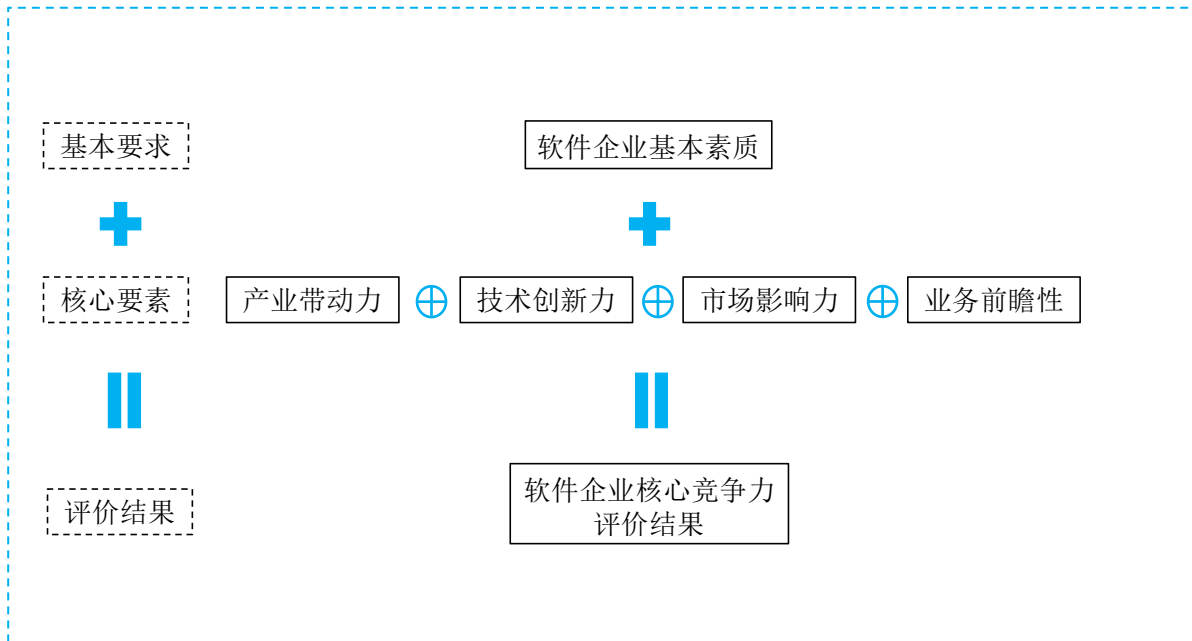 基本要求
软件企业基本素质
核心要素
产业带动力
技术创新力
市场影响力
业务前瞻性
评价结果
软件企业核心竞争力
评价结果